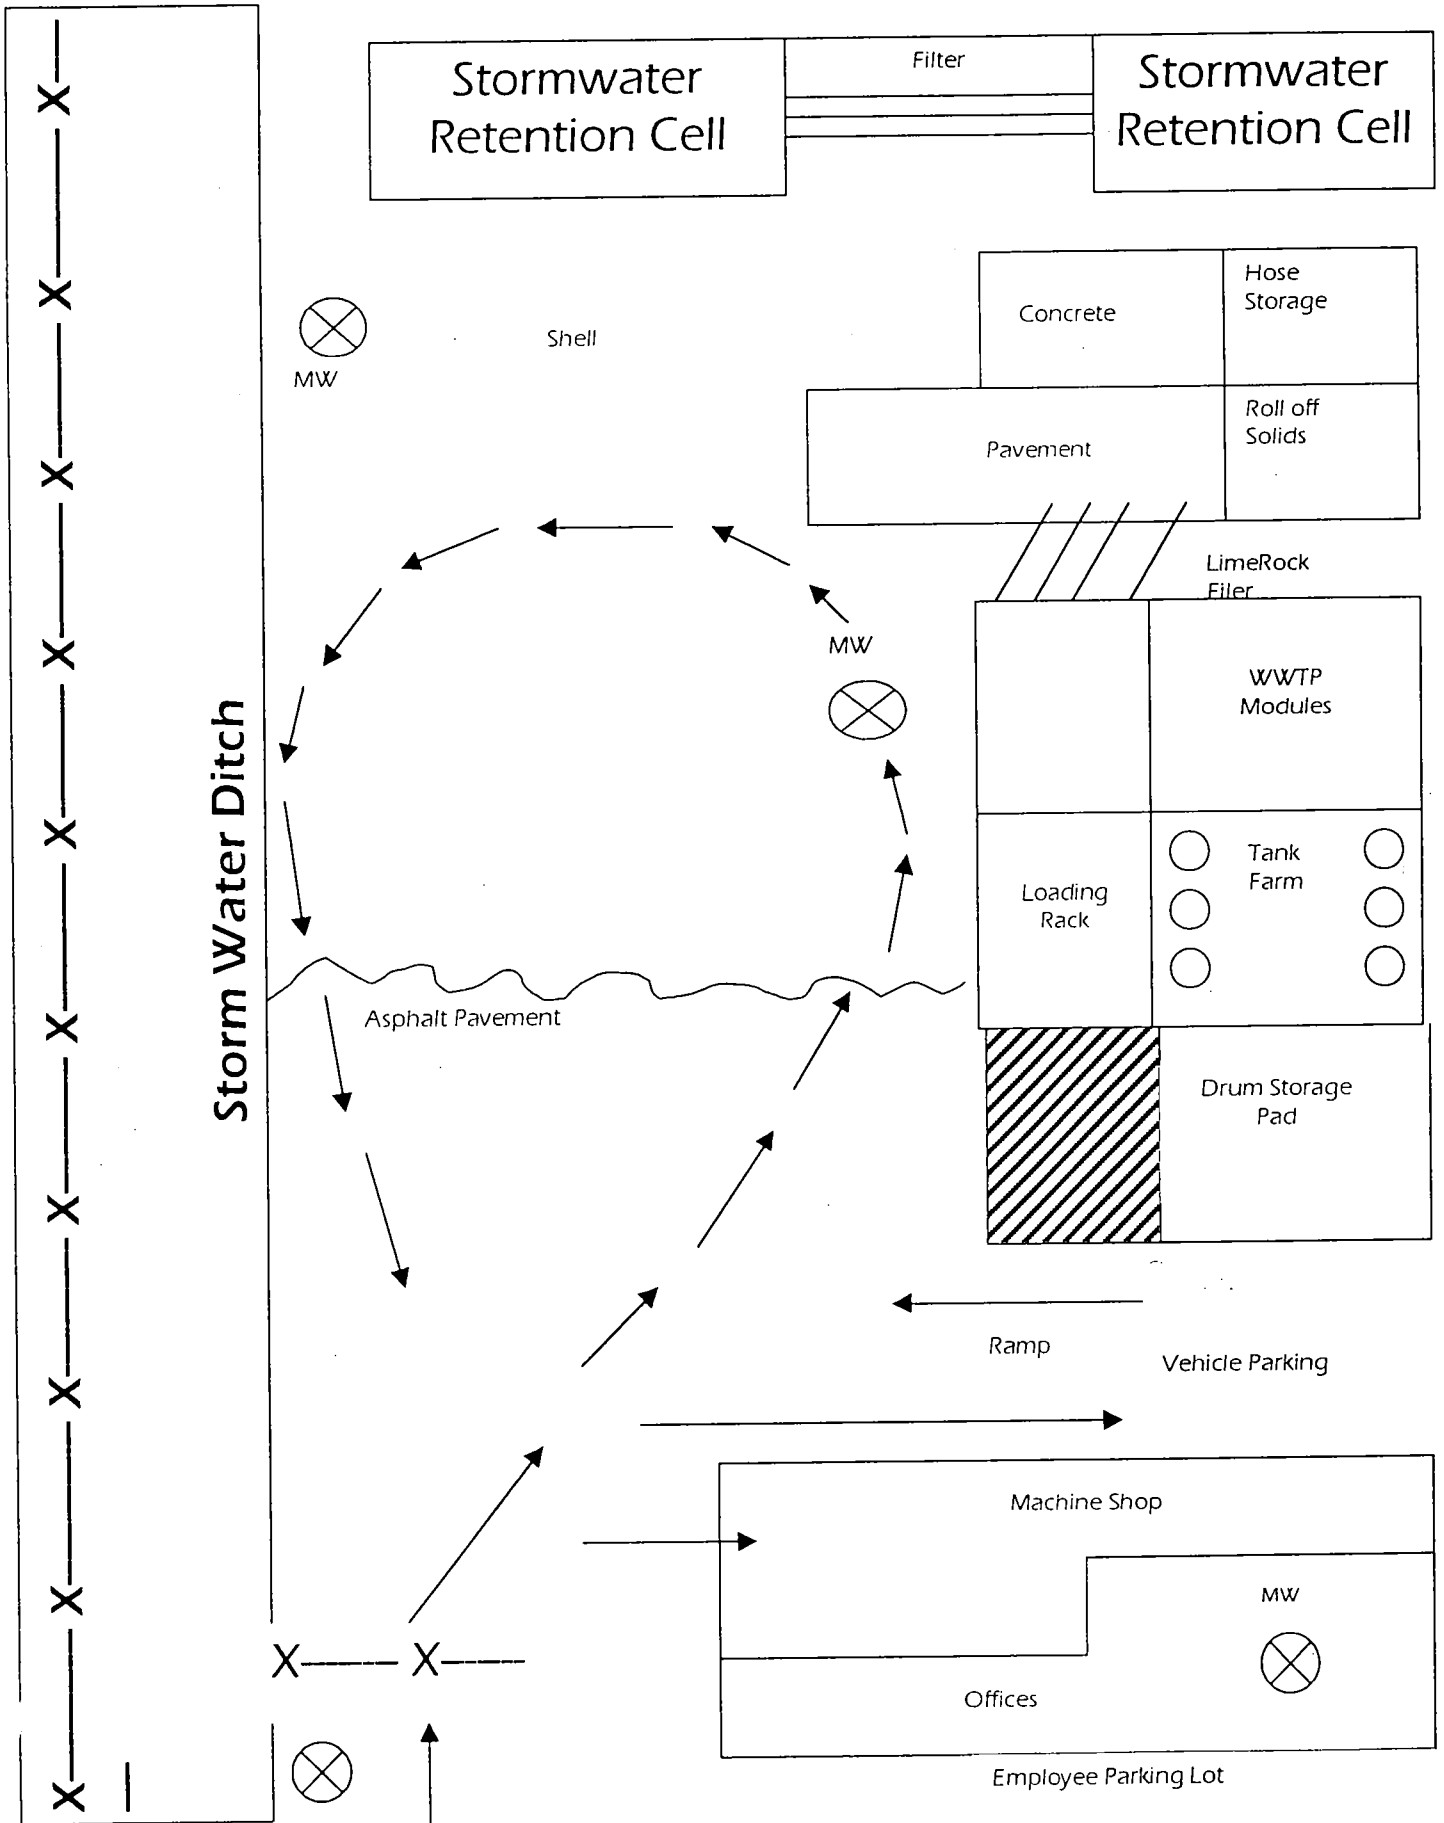 Stormwater
Retention Cell
Filter
Stormwater
Retention Cell
Hose
Storage
Concrete
Shell
MW
Roll off
Solids
Pavement
LimeRock
Filer
MW
WWTP
Modules
Storm Water Ditch
Tank
Farm
Loading
Rack
Asphalt Pavement
Drum Storage
Pad
Ramp
Vehicle Parking
Machine Shop
MW
Offices
Employee Parking Lot